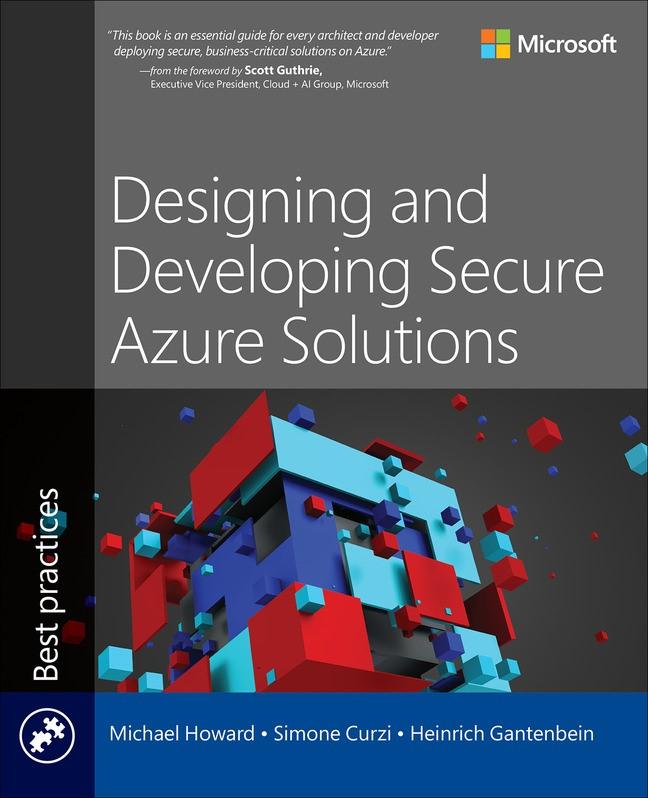 “This book is an essential guide for every architect and developer
deploying secure, business-critical solutions on Azure.”
—from the foreword by Scott Guthrie,
Executive Vice President, Cloud + AI Group, Microsoft
Microsoft
Designing and
Developing Secure
Azure Solutions
Best practices
Michael Howard • Simone Curzi • Heinrich Gantenbein